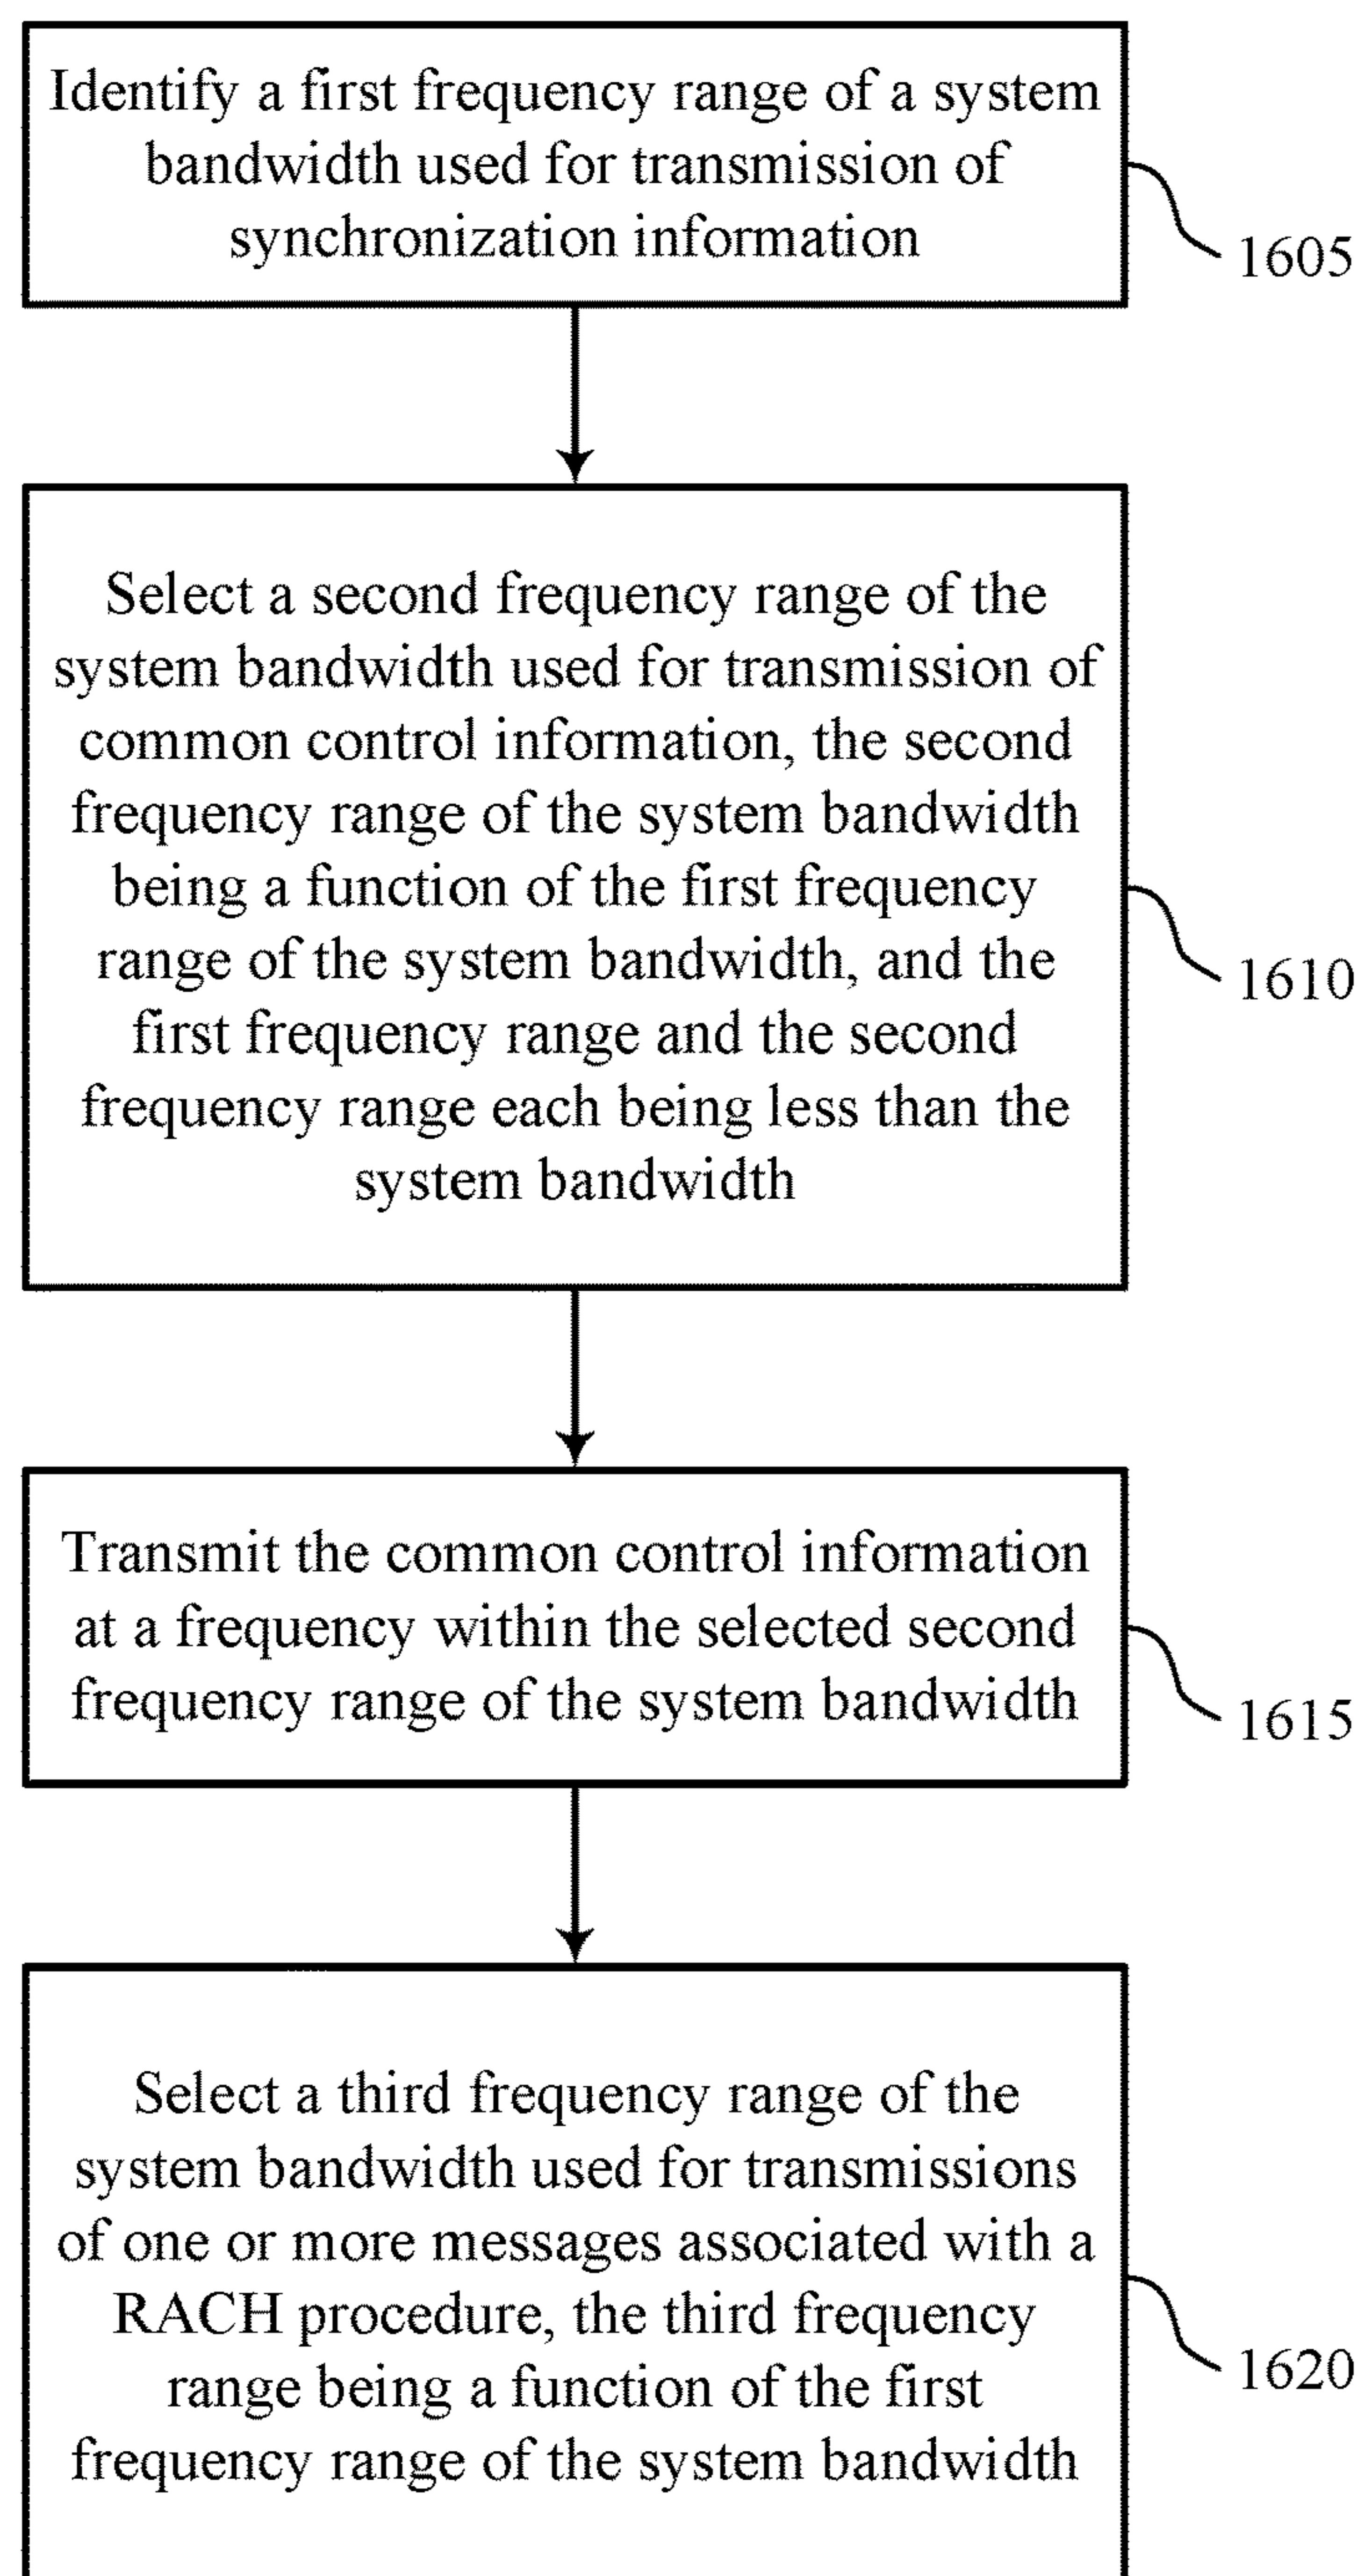 Identify a first frequency range of a system
bandwidth used for transmission of
synchronization information
1605
Select a second frequency range of the
system bandwidth used for transmission of
common control information, the second
frequency range of the system bandwidth
being a function of the first frequency
range of the system bandwidth, and the
first frequency range and the second
frequency range each being less than the
system bandwidth
1610
Transmit the common control information
at a frequency within the selected second
frequency range of the system bandwidth
1615
Select a third frequency range of the
system bandwidth used for transmissions
of one or more messages associated with a
RACH procedure, the third frequency
range being a function of the first
frequency range of the system bandwidth
1620